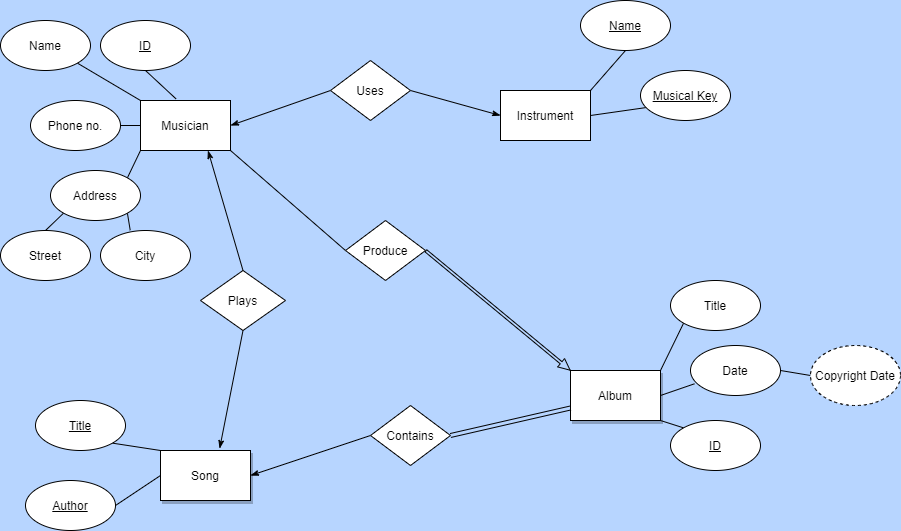 Name
Name
ID
Uses
Musical Key
Instrument
Phone no.
Musician
Address
Street
City
Produce
Plays
Title
Date
Copyright Date
Album
Title
Contains
ID
Song
Author